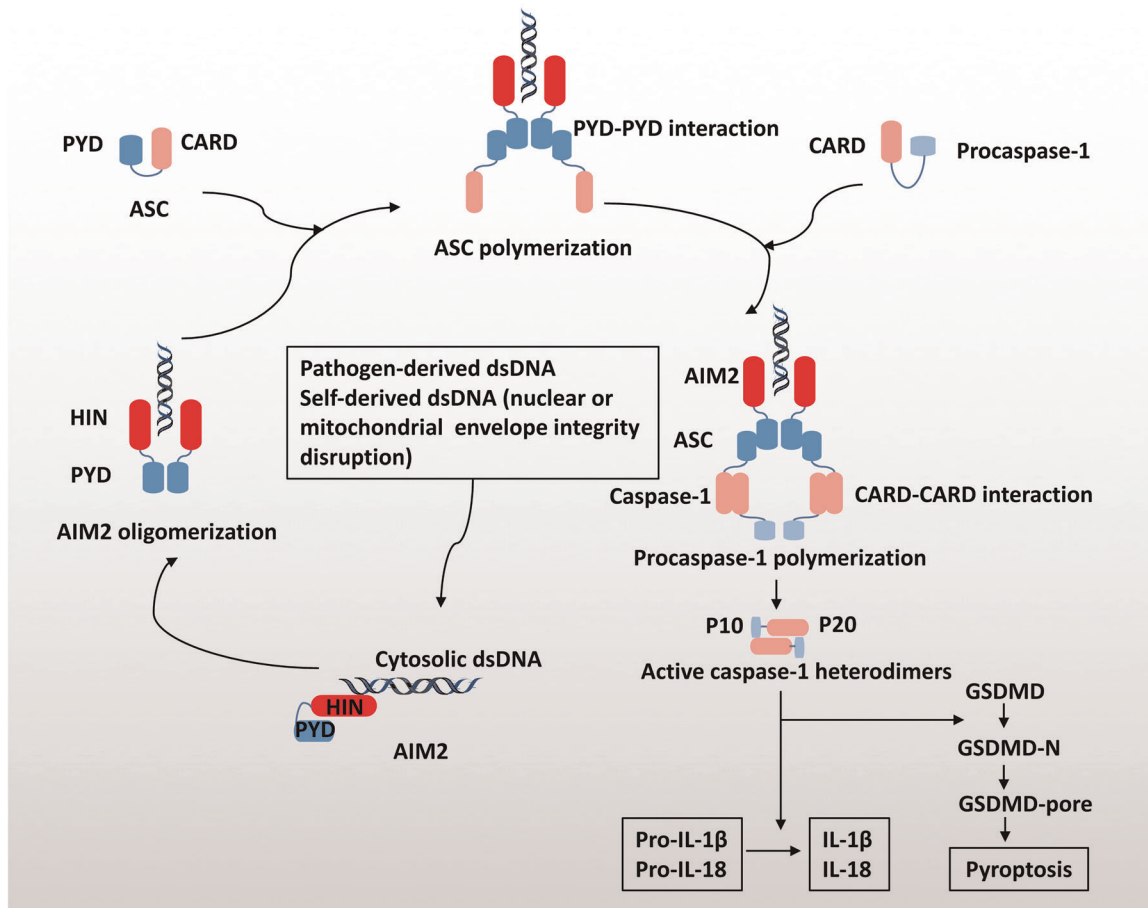 PYD-PYD interaction
PYD
CARD
ASC
CARD
Procaspase-1
ASC polymerization
Pathogen-derived dsDNA
Self-derived dsDNA (nuclear or
mitochondrial envelope integrity
disruption)
HIN
PYD
AIM2 oligomerization
AIM2
ASC
Caspase-1
CARD-CARD interaction
Procaspase-1 polymerization
P10
P20
Active caspase-1 heterodimers
Cytosolic dsDNA
HIN
PYD
AIM2
GSDMD
GSDMD-N
GSDMD-pore
Pyroptosis
Pro-IL-1β
Pro-IL-18
IL-1β
IL-18